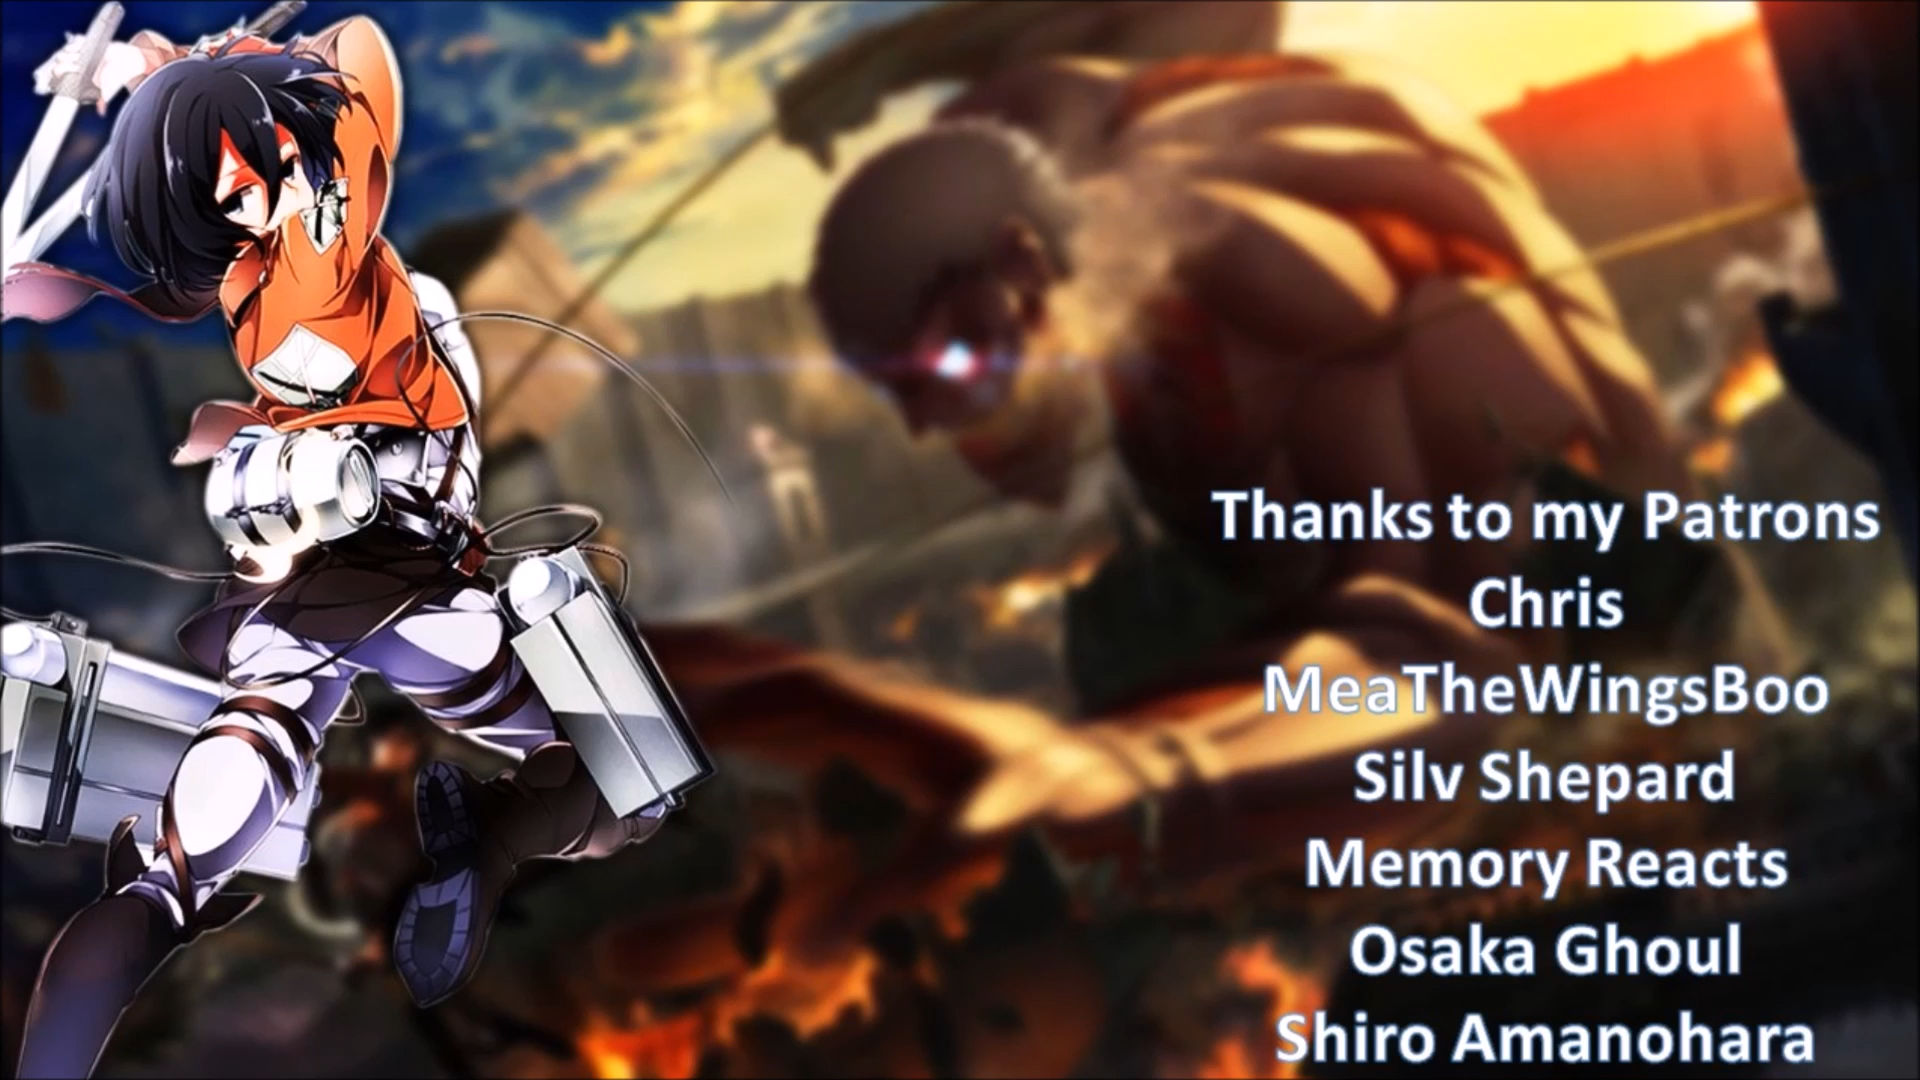 Thanks to my Patrons
Chris
MeaTheWingsBoo
Silv Shepard
Memory Reacts
Osaka Ghoul
Shiro Amanohara